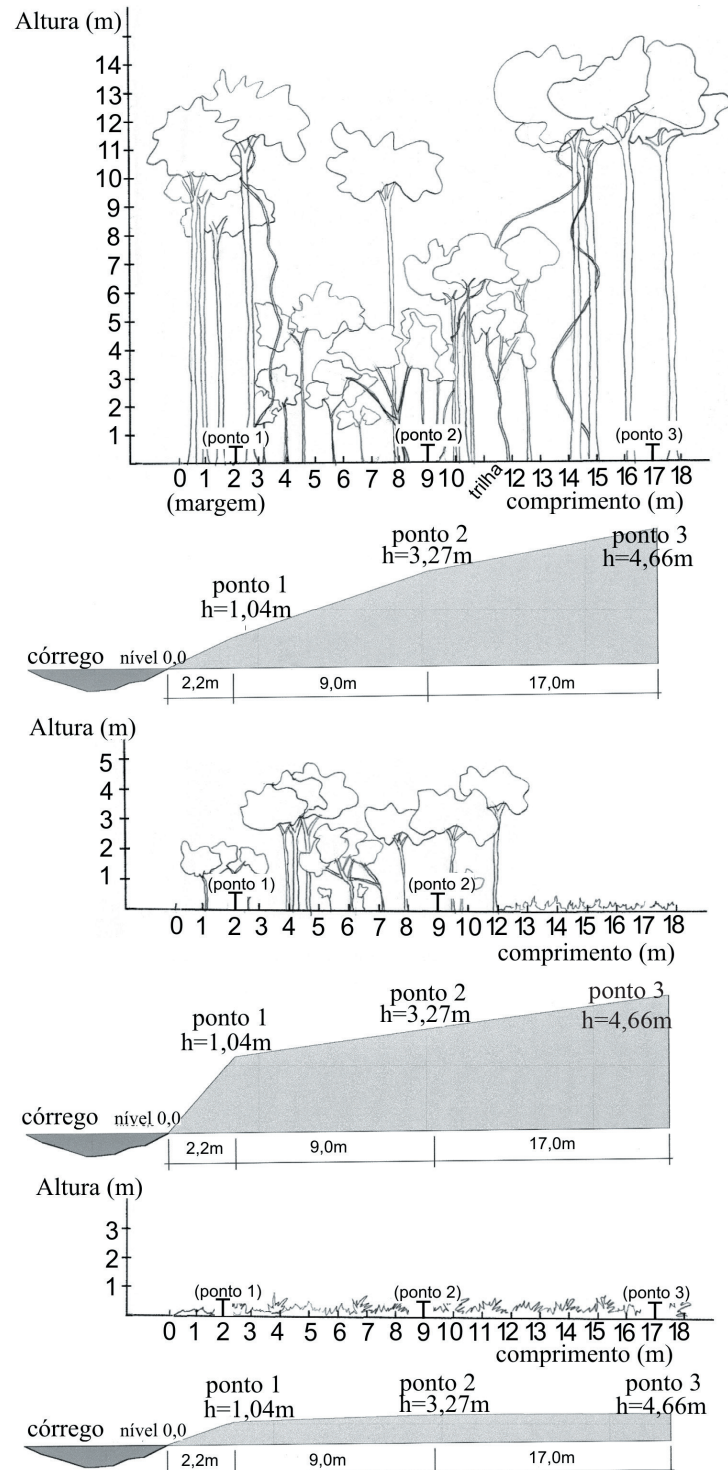 Altura (m)
14
13
12
11
10
9
8
7
6
5
4
3
2
1
(ponto 1) (ponto 2) (ponto 3)
0 1 2 3 4 5 6 7 8 9 10 trilha 12 13 14 15 16 17 18
(margem) comprimento (m)
ponto 1
h=1,04m
ponto 2
h=3,27m
ponto 3
h=4,66m
córrego nível 0,0
2,2m 9,0m 17,0m
Altura (m)
5
4
3
2
1
(ponto 1) (ponto 2)
0 1 2 3 4 5 6 7 8 9 10 11 12 13 14 15 16 17 18
comprimento (m)
ponto 1
h=1,04m
ponto 2
h=3,27m
ponto 3
h=4,66m
córrego nível 0,0
2,2m 9,0m 17,0m
Altura (m)
3
2
1
(ponto 1) (ponto 2) (ponto 3)
0 1 2 3 4 5 6 7 8 9 10 11 12 13 14 15 16 17 18
comprimento (m)
ponto 1
h=1,04m
ponto 2
h=3,27m
ponto 3
h=4,66m
córrego nível 0,0
2,2m 9,0m 17,0m